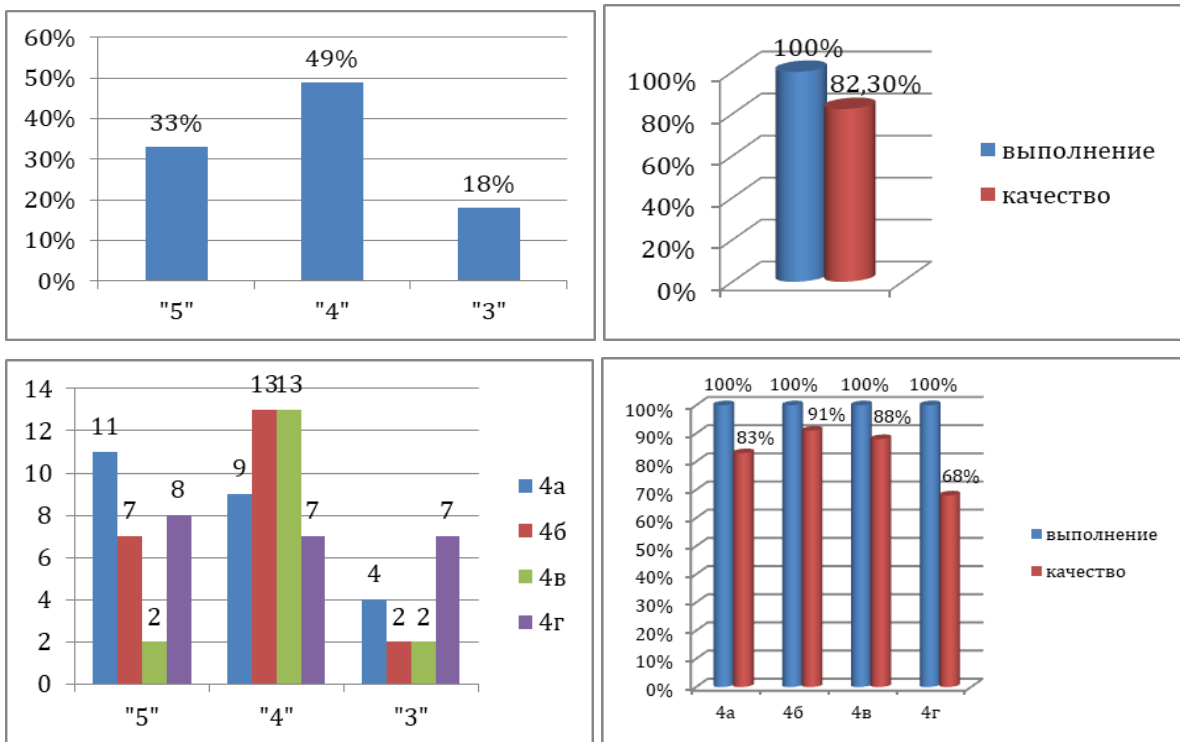 60%
50%
40%
30%
20%
10%
0%
33%
49%
18%
"5" "4" "3"
100%
80%
60%
40%
20%
0%
100%
82,30%
выполнение
качество
14
12
10
8
6
4
2
0
11 7 2 8
9 13 13 7
4 2 2 7
"5" "4" "3"
4а
4б
4в
4г
100%
90%
80%
70%
60%
50%
40%
30%
20%
10%
0%
100% 100% 100% 100%
83% 91% 88% 68%
4а 4б 4в 4г
выполнение
качество